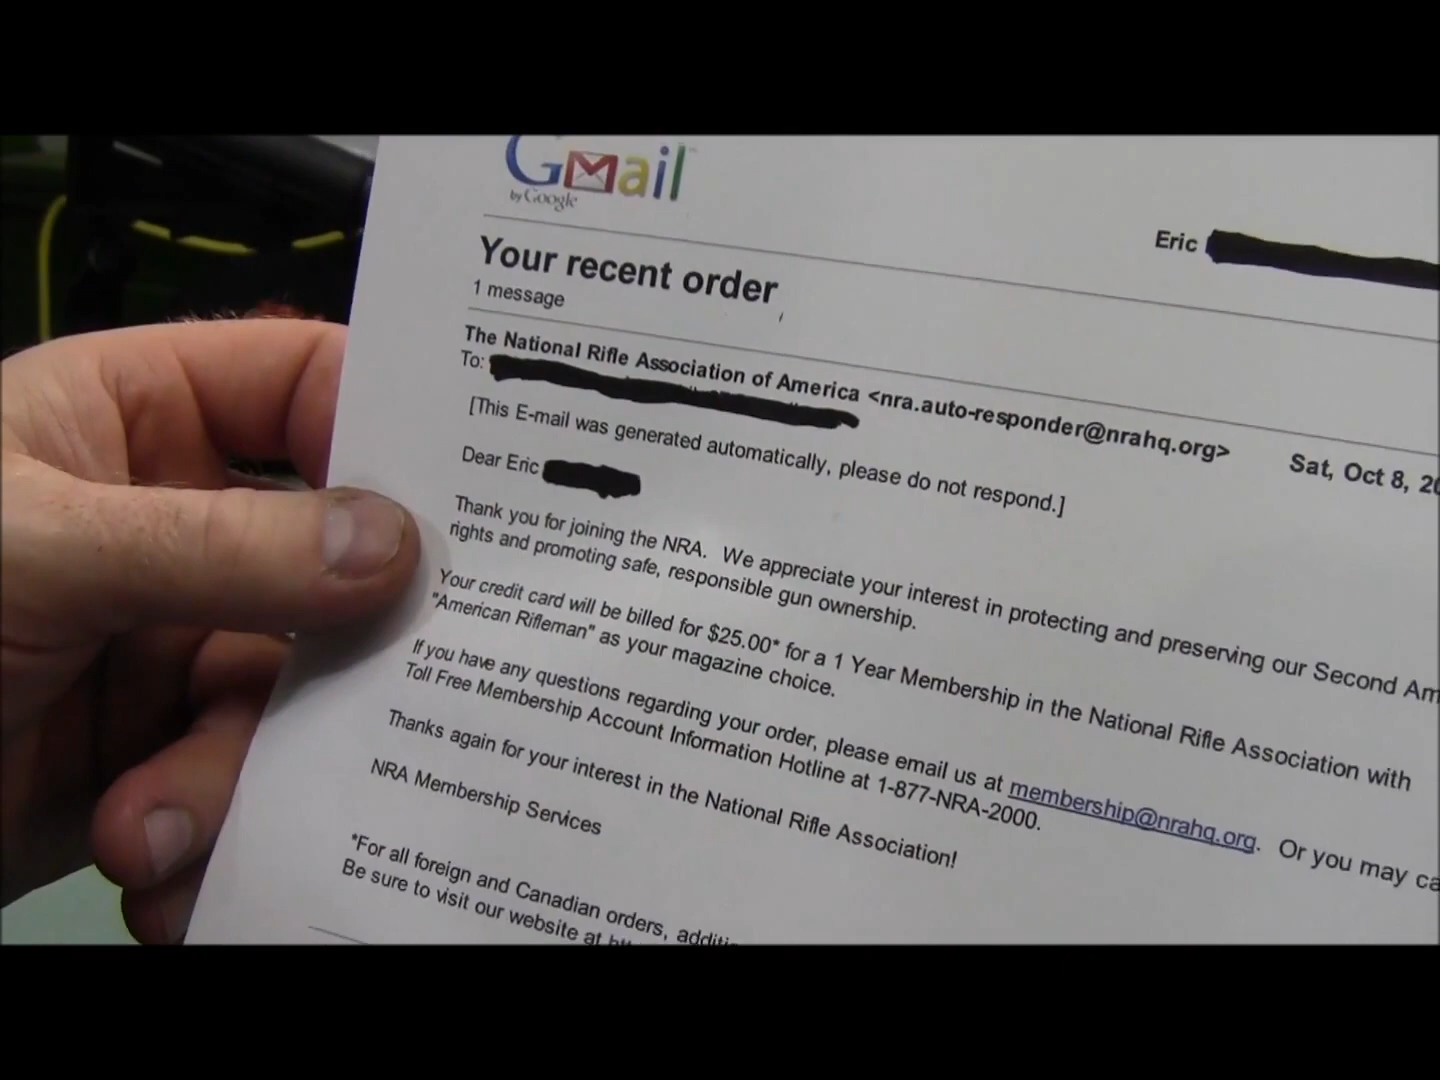 Gmail
by Google
Eric
Your recent order
1 message
The National Rifle Association of America <nra.auto-responder@nrahq.org>
Sat, Oct 8,
To:
[This E-mail was generated automatically, please do not respond.]
Dear Eric
Thank you for joining the NRA. We appreciate your interest in protecting and preserving our Second
rights and promoting safe, responsible gun ownership.
Your credit card will be billed for $25.00* for a 1 Year Membership in the National Rifle Association with
"American Rifleman" as your magazine choice.
If you have any questions regarding your order, please email us at membership@nrahq.org. Or you may
Toll Free Membership Account Information Hotline at 1-877-NRA-2000.
Thanks again for your interest in the National Rifle Association!
NRA Membership Services
*For all foreign and Canadian orders,
Be sure to visit our website at